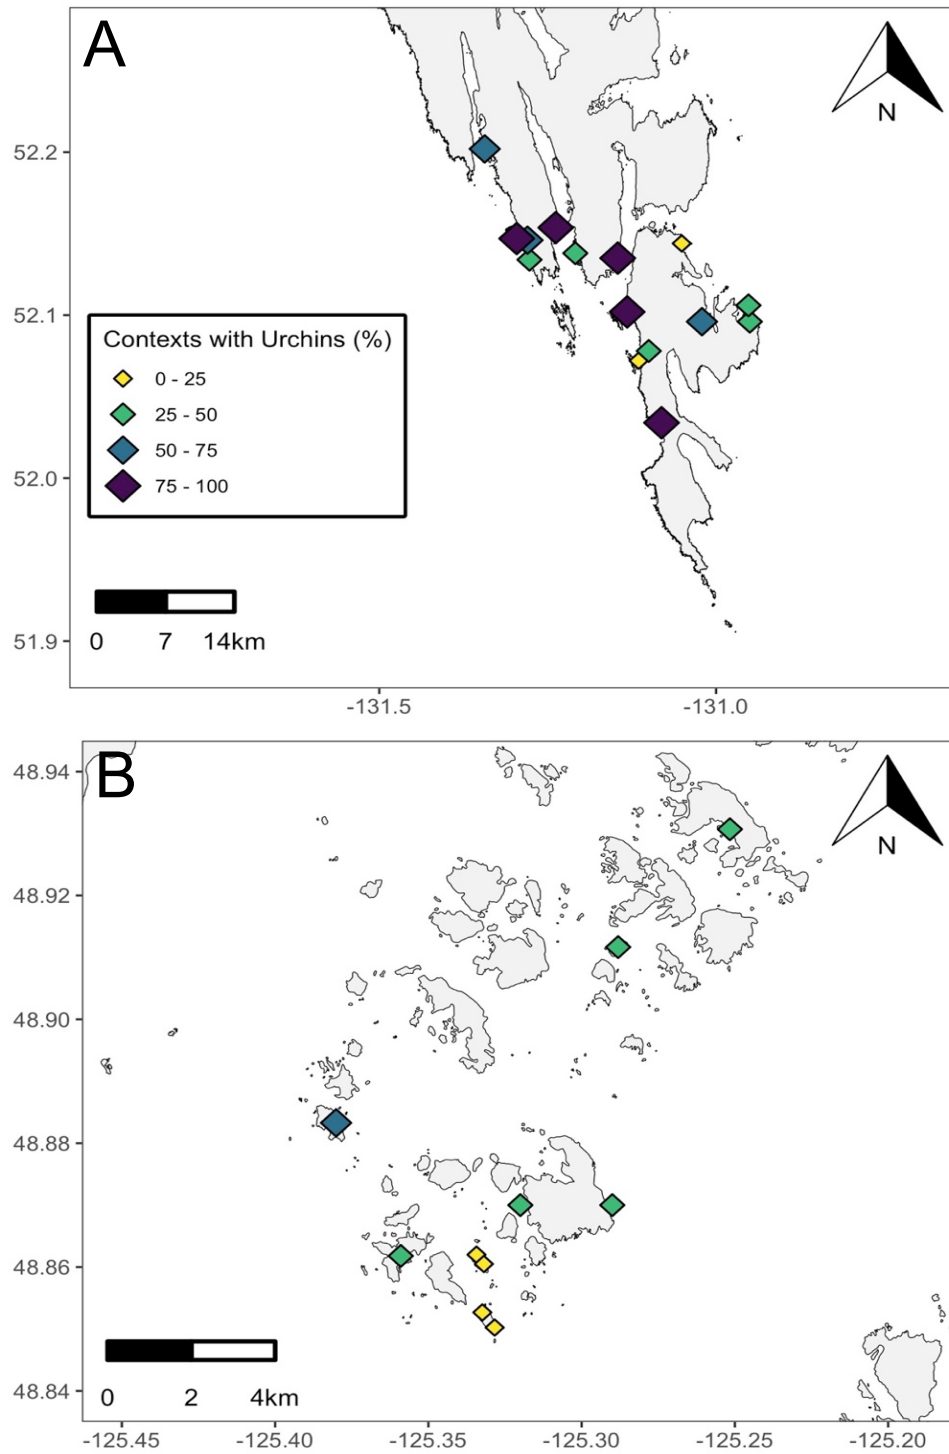 A
N
52.2
52.1
52.0
51.9
Contexts with Urchins (%)
0 - 25
25 - 50
50 - 75
75 - 100
0 7 14km
-131.5 -131.0
B
N
48.94
48.92
48.90
48.88
48.86
48.84
0 2 4km
-125.45 -125.40 -125.35 -125.30 -125.25 -125.20